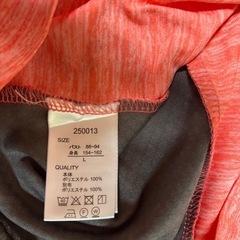 250013
SIZE
バスト 86-94
身長 154-162
L
QUALITY
本体
ポリエステル 100%
別布
ポリエステル 100%